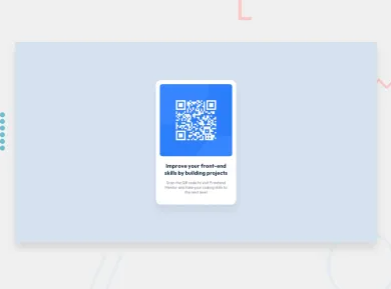 Improve your front-end
skills by building projects
Scan the QR code to visit Frontend
Mentor and take your coding skills to
the next level